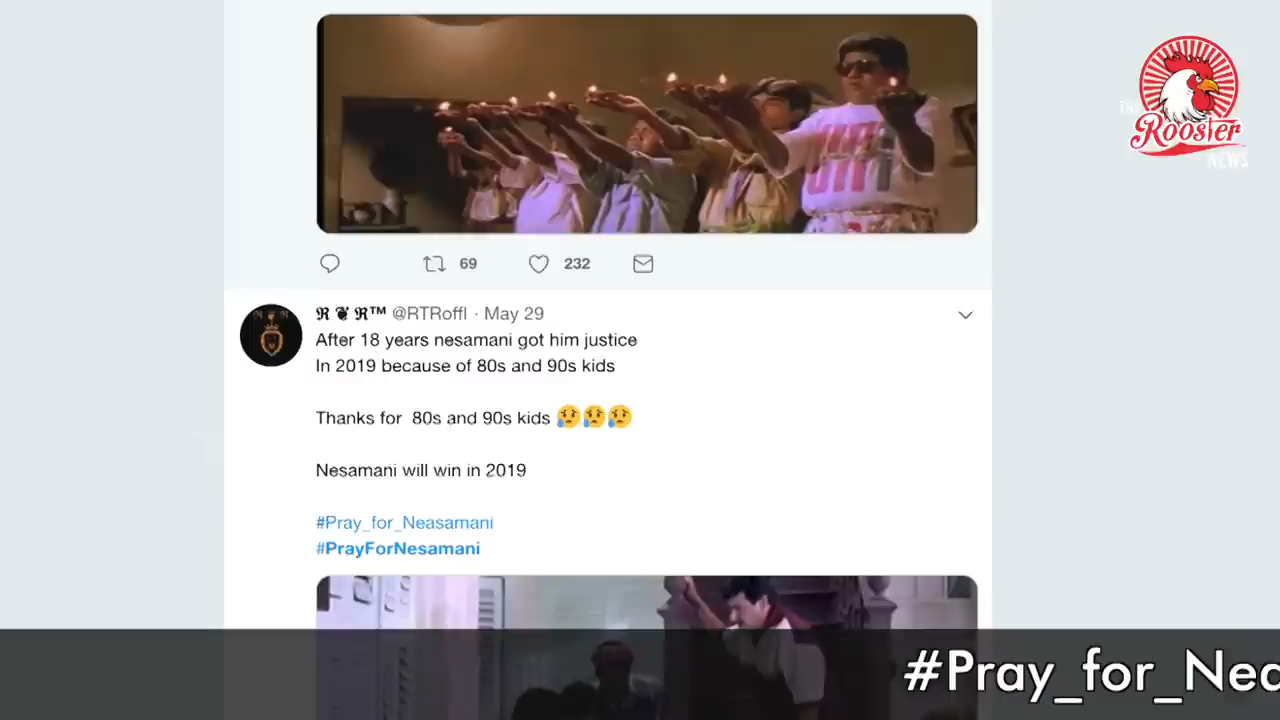 Rooster
NEWS
69
232
ℜ ❦ ℜ™ @RTRoffl · May 29
After 18 years nesamani got him justice
In 2019 because of 80s and 90s kids
Thanks for 80s and 90s kids 😥😥😥
Nesamani will win in 2019
#Pray_for_Neasamani
#PrayForNesamani
#Pray_for_Nea